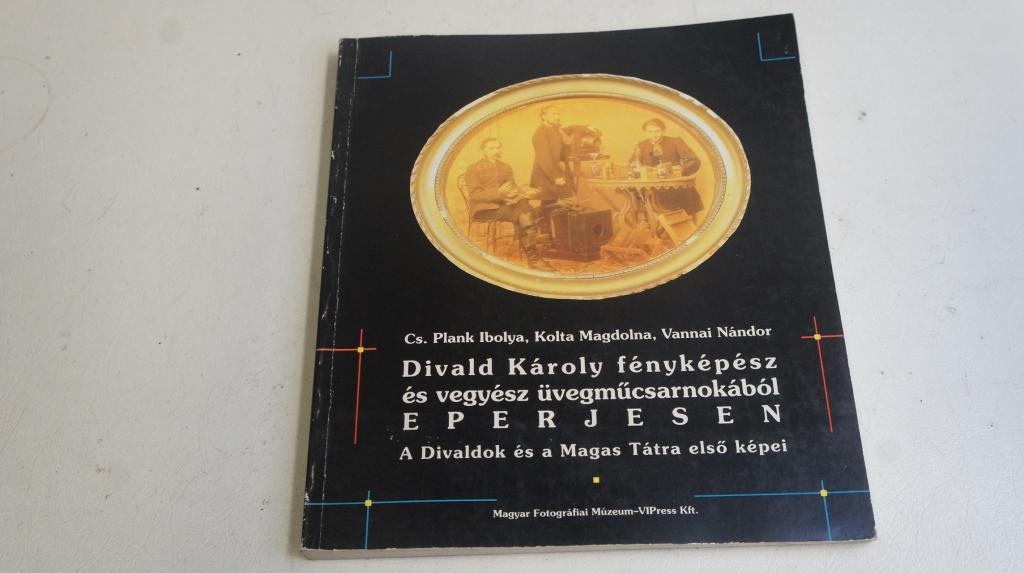 Cs. Plank Ibolya, Kolta Magdolna, Vannai Nándor
Divald Károly fényképész
és vegyész üvegműcsarnokából
EPERJESEN
A Divaldok és a Magas Tátra első képei
Magyar Fotográfiai Múzeum–VIPress Kft.